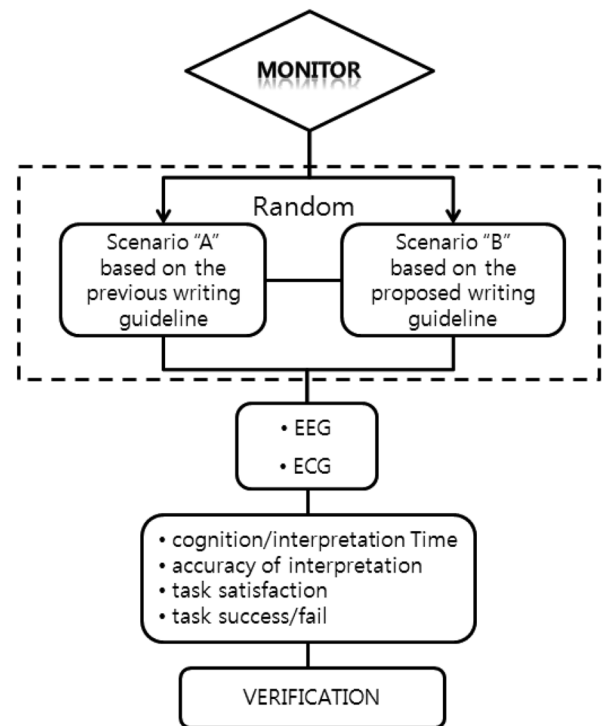 MONITOR
Random
Scenario “A”
based on the
previous writing
guideline
Scenario “B”
based on the
proposed writing
guideline
• EEG
• ECG
• cognition/interpretation Time
• accuracy of interpretation
• task satisfaction
• task success/fail
VERIFICATION